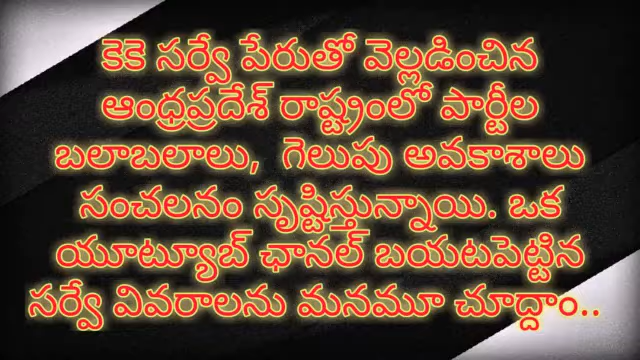 కెకె సర్వే పేరుతో వెల్లడించిన
ఆంధ్రప్రదేశ్ రాష్ట్రంలో పార్టీల
బలాబలాలు, గెలుపు అవకాశాలు
సంచలనం సృష్టిస్తున్నాయి. ఒక
యూట్యూబ్ ఛానల్ బయటపెట్టిన
సర్వే వివరాలను మనమూ చూద్దాం..